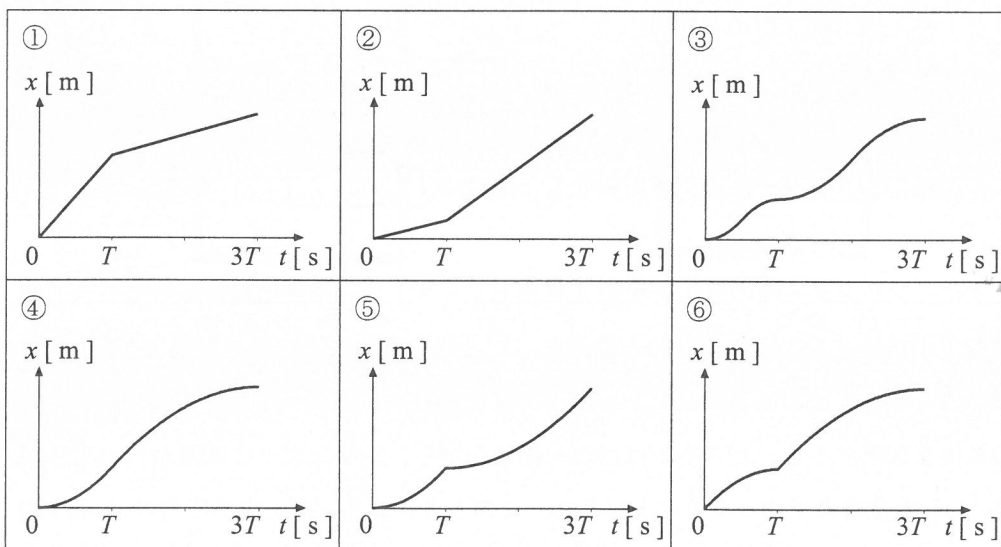 ①
x [ m ]
0 T 3T t [ s ]
②
x [ m ]
0 T 3T t [ s ]
③
x [ m ]
0 T 3T t [ s ]
④
x [ m ]
0 T 3T t [ s ]
⑤
x [ m ]
0 T 3T t [ s ]
⑥
x [ m ]
0 T 3T t [ s ]